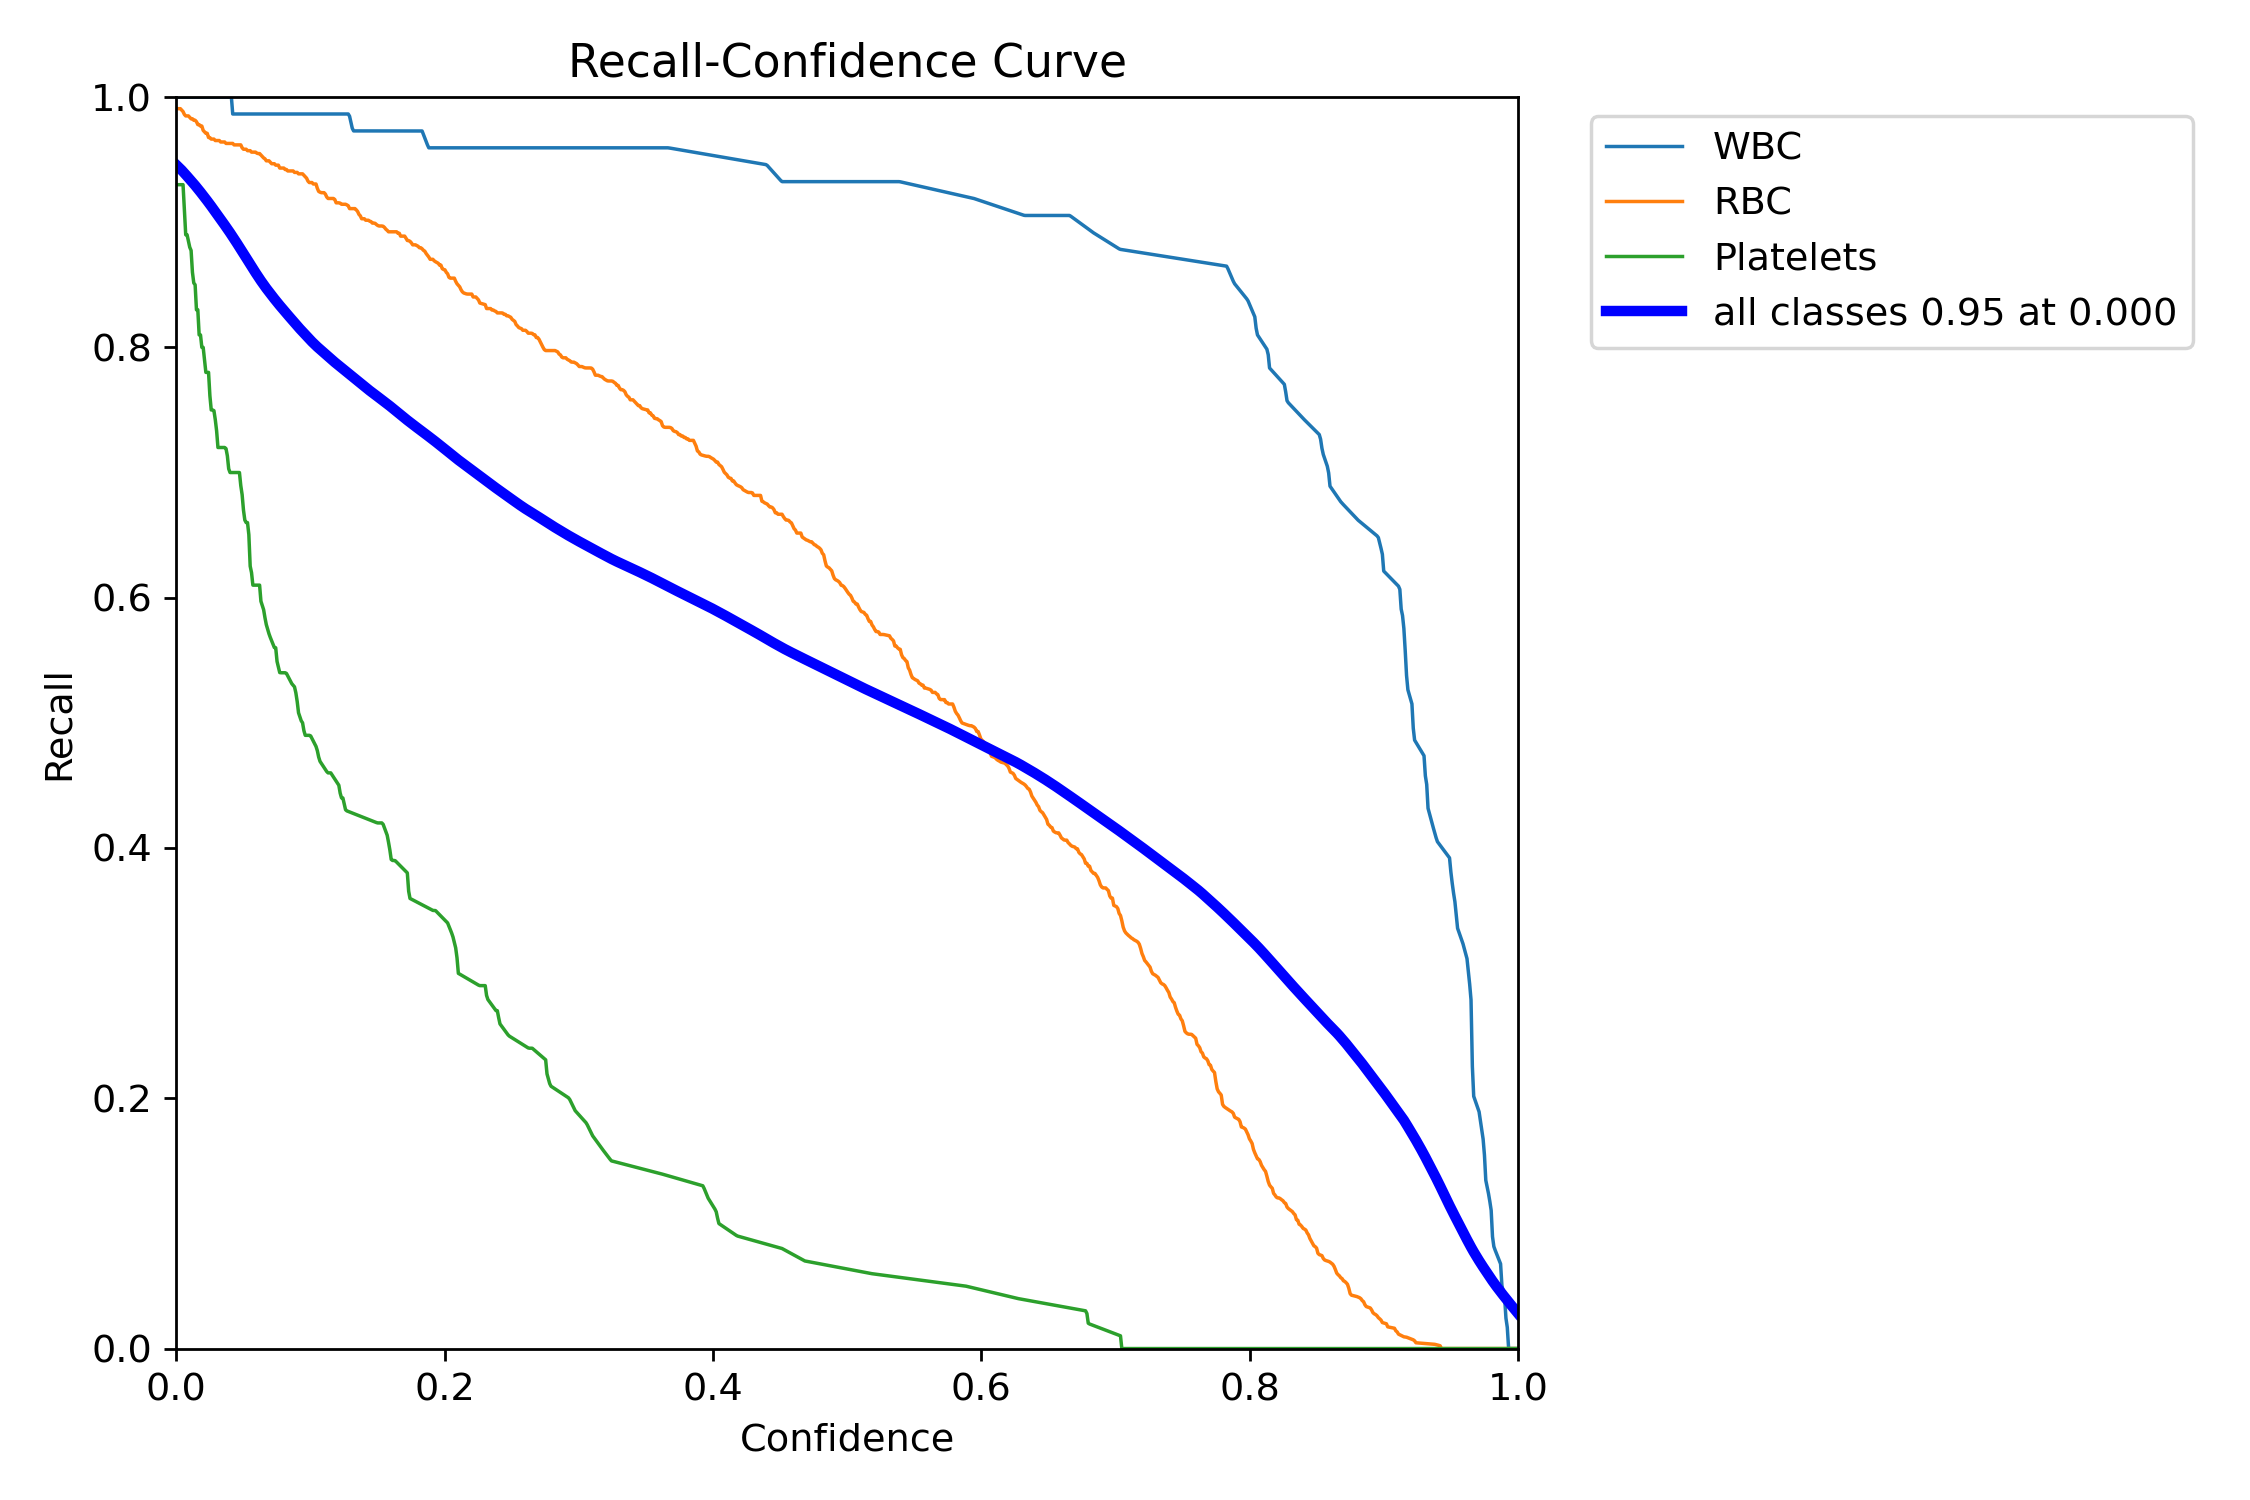 Recall-Confidence Curve
1.0
0.8
0.6
0.4
0.2
0.0
Recall
0.0 0.2 0.4 0.6 0.8 1.0
Confidence
WBC
RBC
Platelets
all classes 0.95 at 0.000